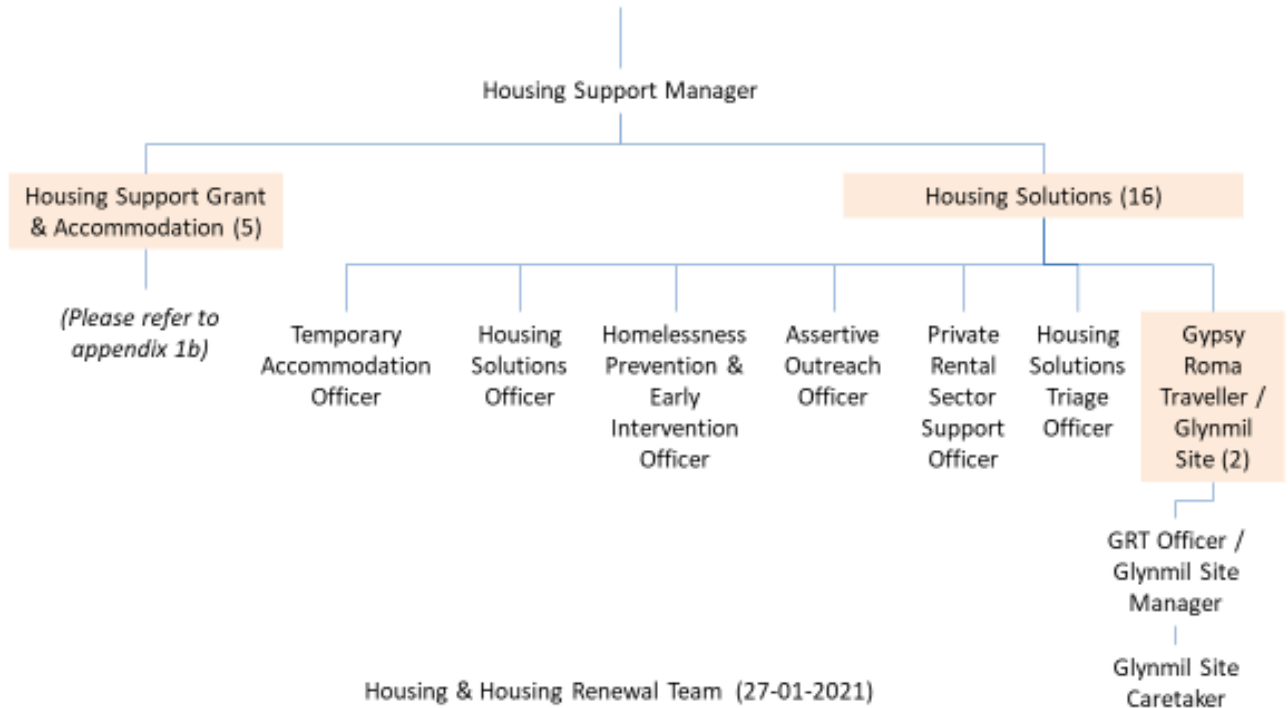 Housing Support Manager
Housing Support Grant
& Accommodation (5)
Housing Solutions (16)
(Please refer to
appendix 1b)
Temporary
Accommodation
Officer
Housing
Solutions
Officer
Homelessness
Prevention &
Early
Intervention
Officer
Assertive
Outreach
Officer
Private
Rental
Sector
Support
Officer
Housing
Solutions
Triage
Officer
Gypsy
Roma
Traveller /
Glynmil
Site (2)
GRT Officer /
Glynmil Site
Manager
Glynmil Site
Caretaker
Housing & Housing Renewal Team (27-01-2021)